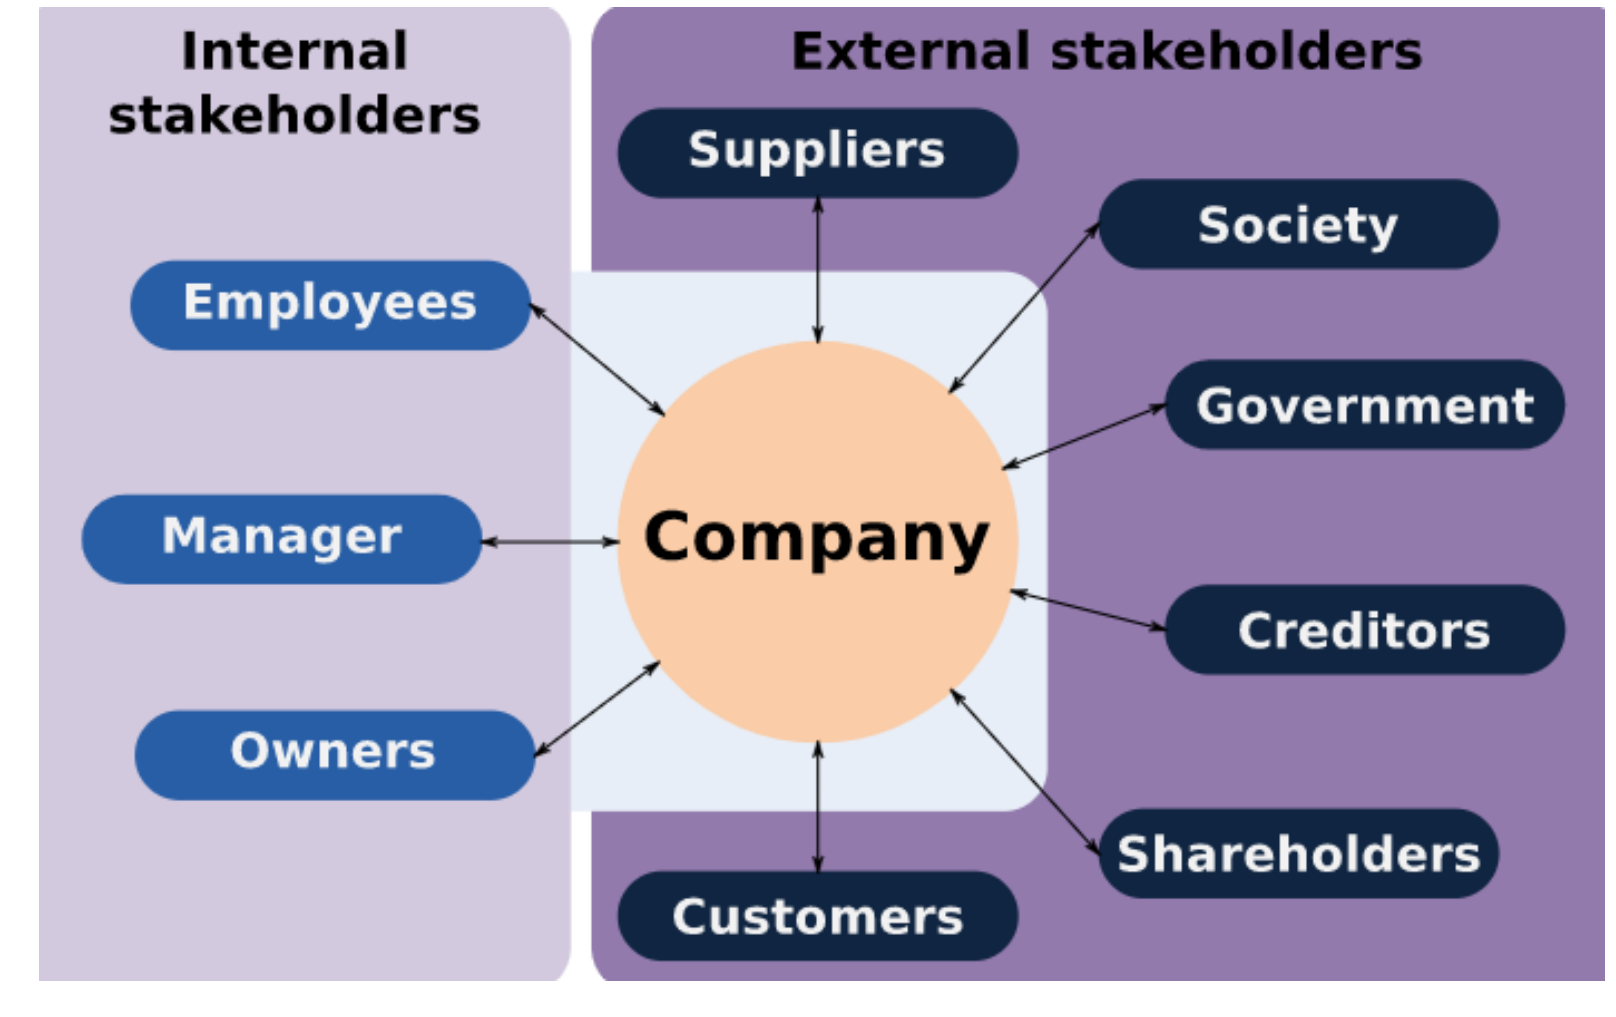 Internal
stakeholders
External stakeholders
Suppliers
Society
Employees
Government
Manager
Company
Creditors
Owners
Shareholders
Customers